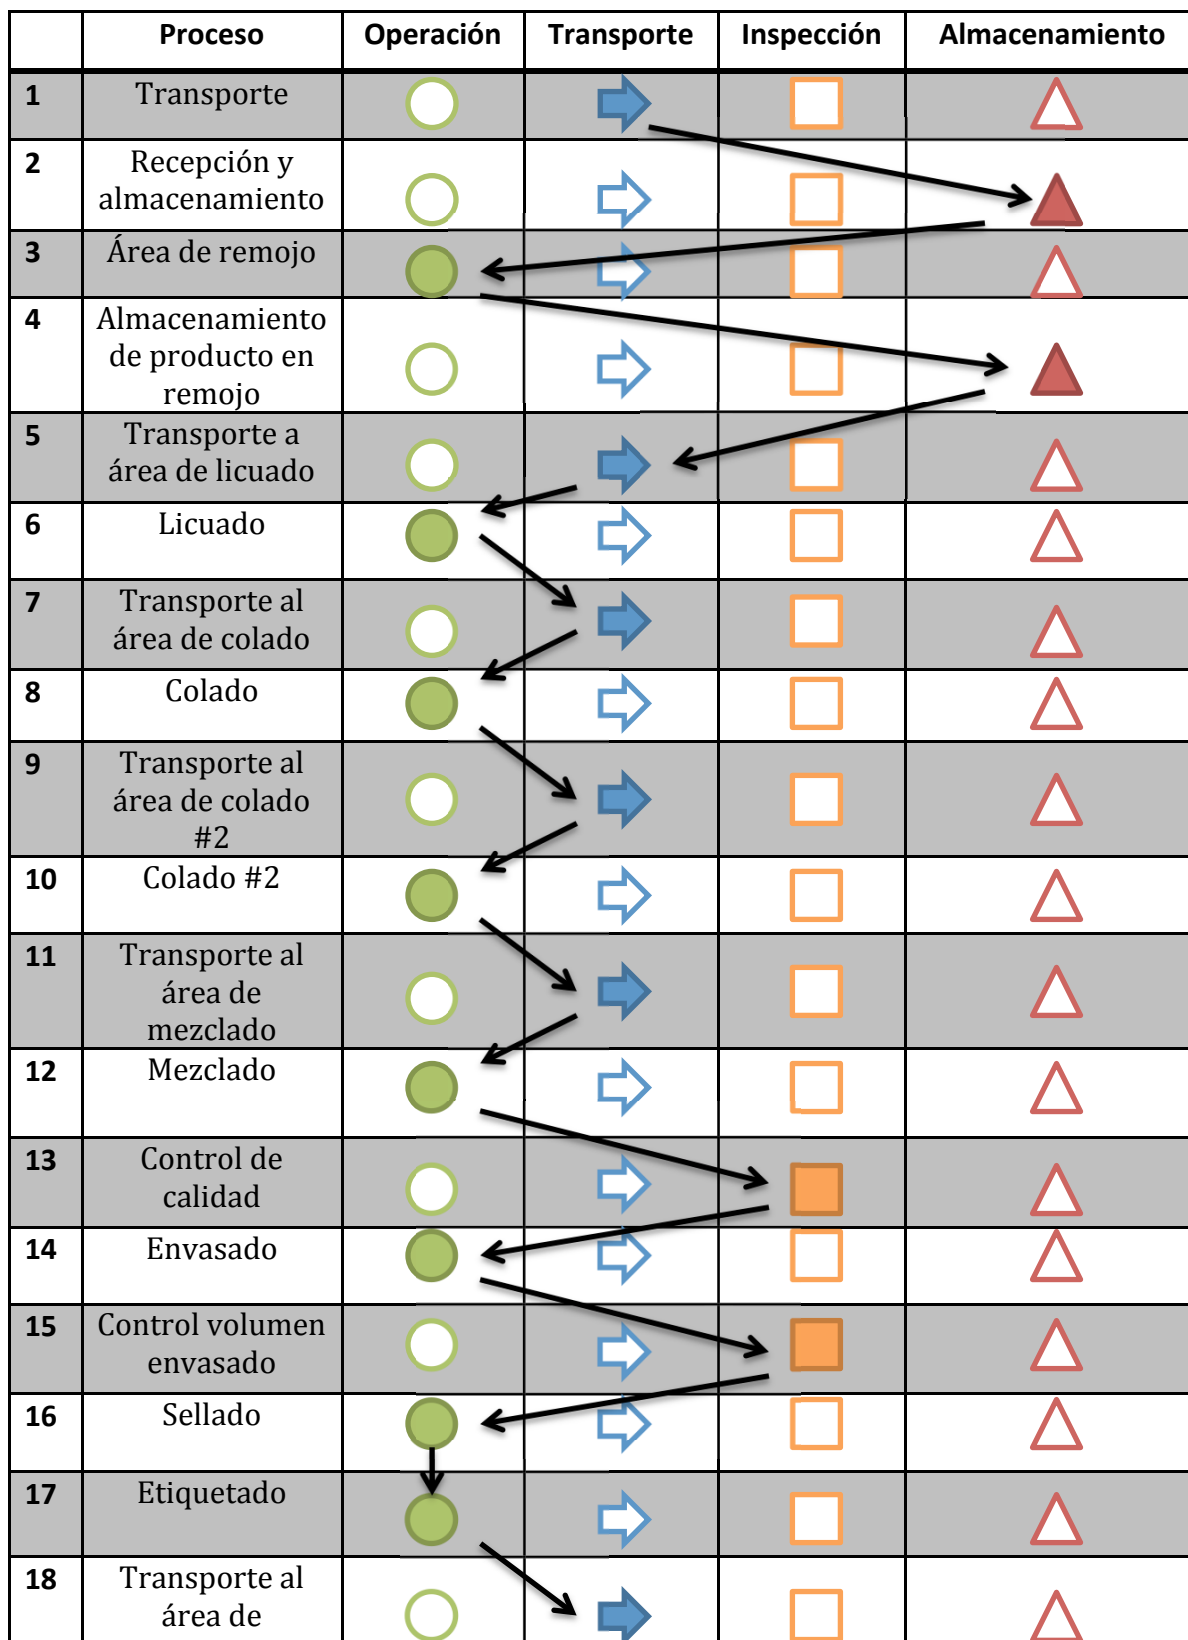 Proceso Operación Transporte Inspección Almacenamiento
1 Transporte
2 Recepción y
almacenamiento
3 Área de remojo
4 Almacenamiento
de producto en
remojo
5 Transporte a
área de licuado
6 Licuado
7 Transporte al
área de colado
8 Colado
9 Transporte al
área de colado
#2
10 Colado #2
11 Transporte al
área de
mezclado
12 Mezclado
13 Control de
calidad
14 Envasado
15 Control volumen
envasado
16 Sellado
17 Etiquetado
18 Transporte al
área de